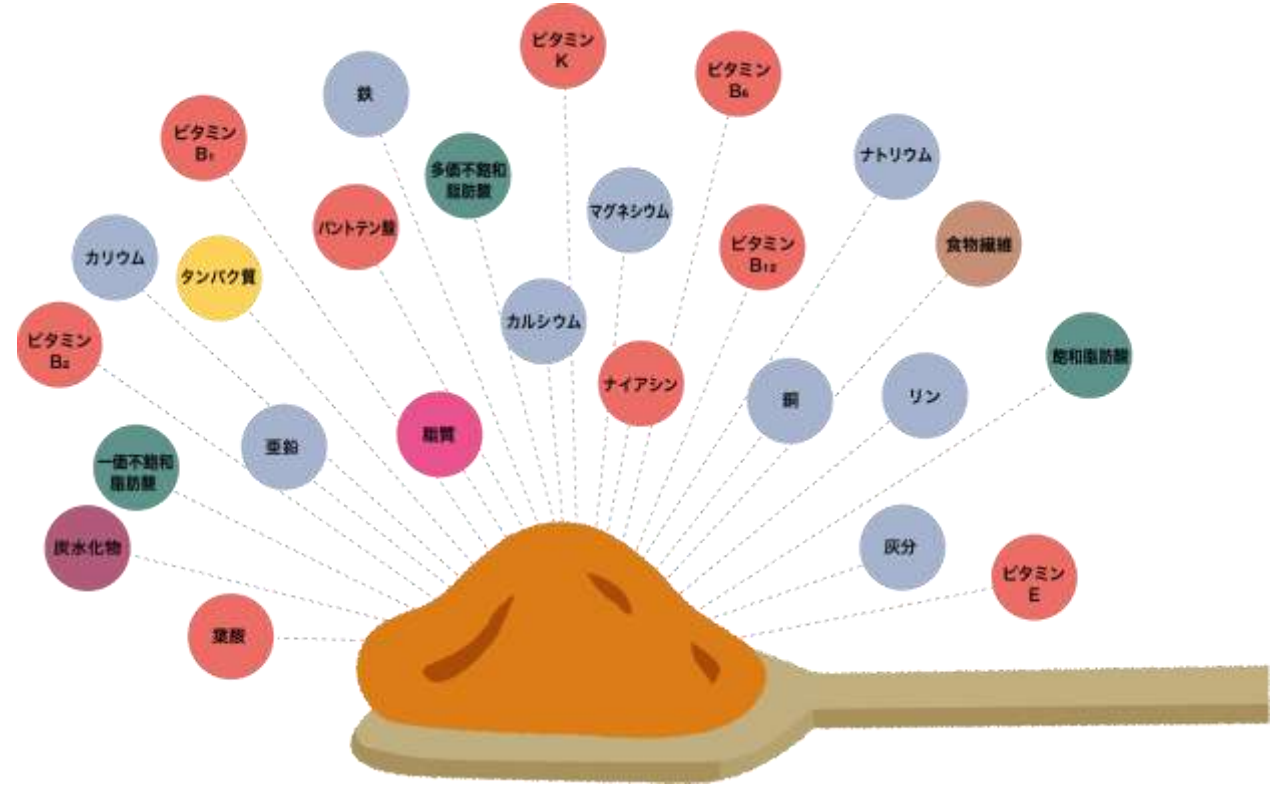 ビタミン
K
ビタミン
B₆
鉄
ビタミン
B₁
ナトリウム
多価不飽和
脂肪酸
マグネシウム
パントテン酸
ビタミン
B₁₂
食物繊維
カリウム
タンパク質
カルシウム
ビタミン
B₂
飽和脂肪酸
ナイアシン
銅
リン
脂質
亜鉛
一価不飽和
脂肪酸
炭水化物
灰分
ビタミン
E
葉酸